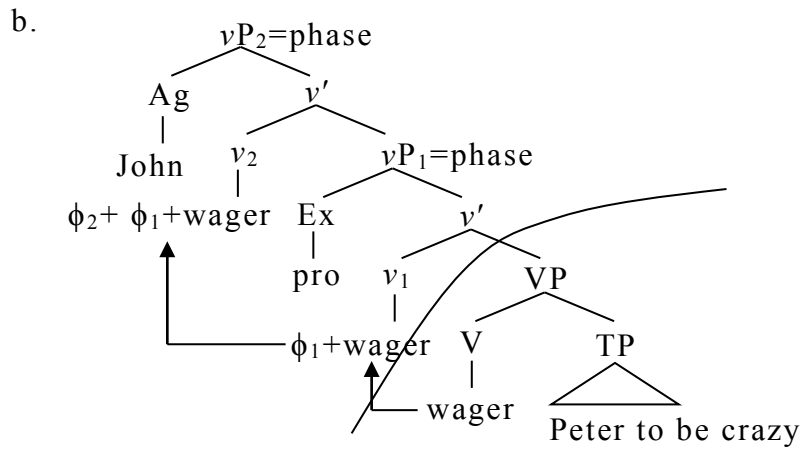 b.
vP₂=phase
Ag v′
John v₂ vP₁=phase
ϕ₂+ ϕ₁+wager Ex v′
pro v₁ VP
ϕ₁+wager V TP
wager Peter to be crazy